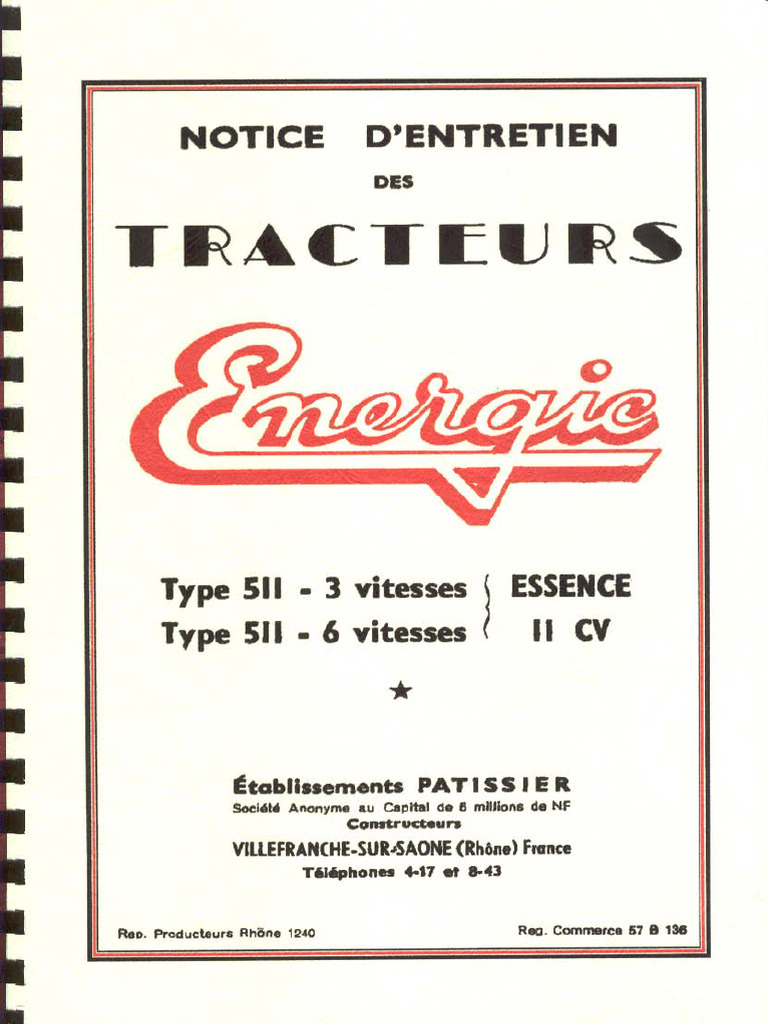 NOTICE D'ENTRETIEN
DES
TRACTEURS
Energic
Type 511 - 3 vitesses } ESSENCE
Type 511 - 6 vitesses } 11 CV
★
Établissements PATISSIER
Société Anonyme au Capital de 6 millions de NF
Constructeurs
VILLEFRANCHE-SUR-SAONE (Rhône) France
Téléphones 4-17 et 8-43
Rep. Producteurs Rhône 1240
Reg. Commerce 57 B 136